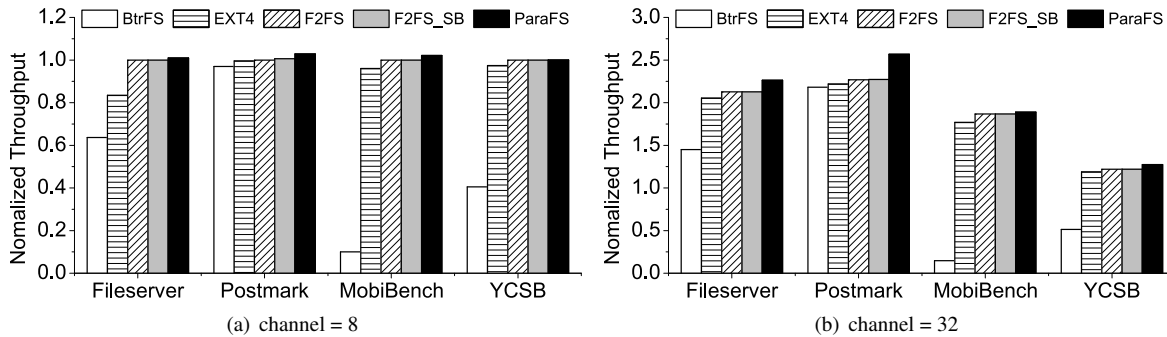 BtrFS EXT4 F2FS F2FS_SB ParaFS
Nomalized Throughput
1.2
1.0
0.8
0.6
0.4
0.2
0.0
Fileserver Postmark MobiBench YCSB
(a) channel = 8
BtrFS EXT4 F2FS F2FS_SB ParaFS
Nomalized Throughput
3.0
2.5
2.0
1.5
1.0
0.5
0.0
Fileserver Postmark MobiBench YCSB
(b) channel = 32